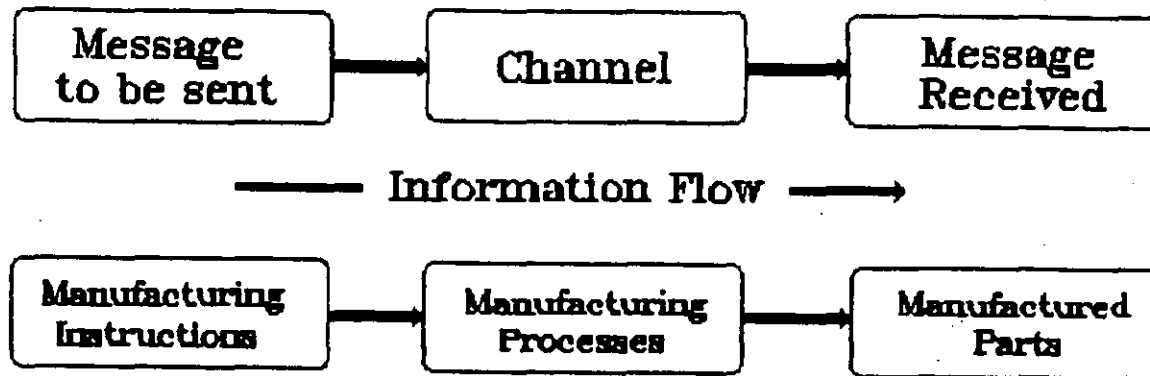 Message
to be sent
Channel
Message
Received
Information Flow
Manufacturing
Instructions
Manufacturing
Processes
Manufactured
Parts